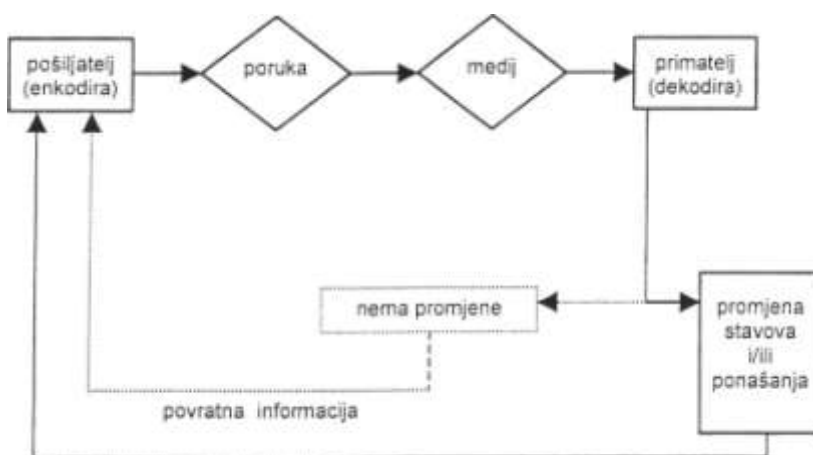 pošiljatelj
(enkodira)
poruka
medij
primatelj
(dekodira)
nema promjene
promjena
stavova
i/ili
ponašanja
povratna informacija